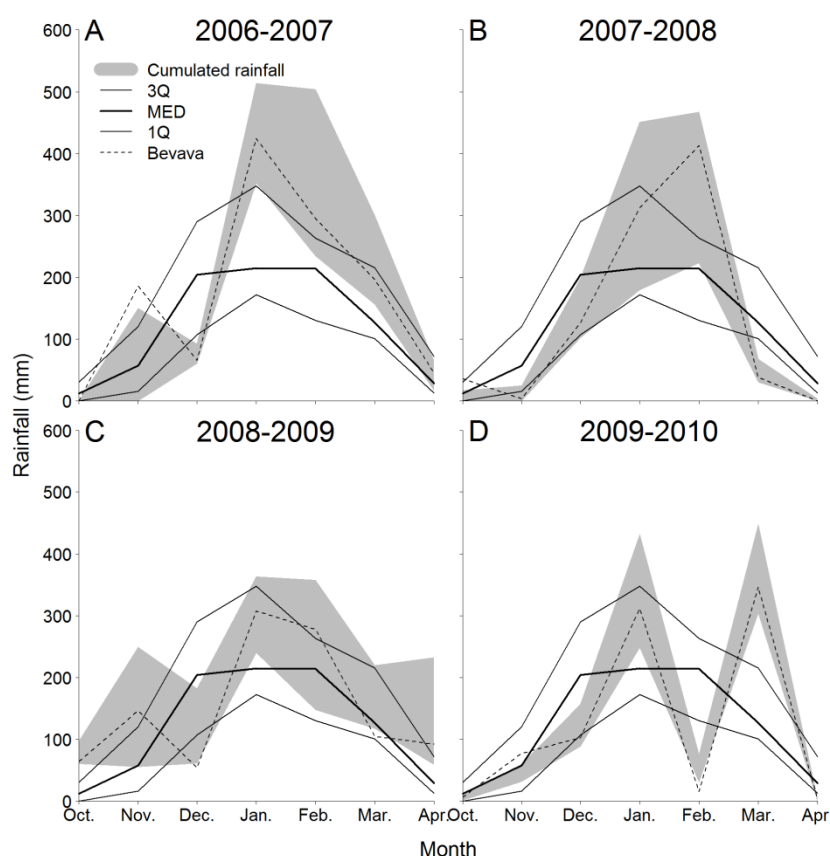 A 2006-2007
B 2007-2008
Cumulated rainfall
3Q
MED
1Q
Bevava
600
500
400
300
200
100
0
Rainfall (mm)
C 2008-2009
D 2009-2010
600
500
400
300
200
100
0
Oct. Nov. Dec. Jan. Feb. Mar. Apr.
Oct. Nov. Dec. Jan. Feb. Mar. Apr.
Month